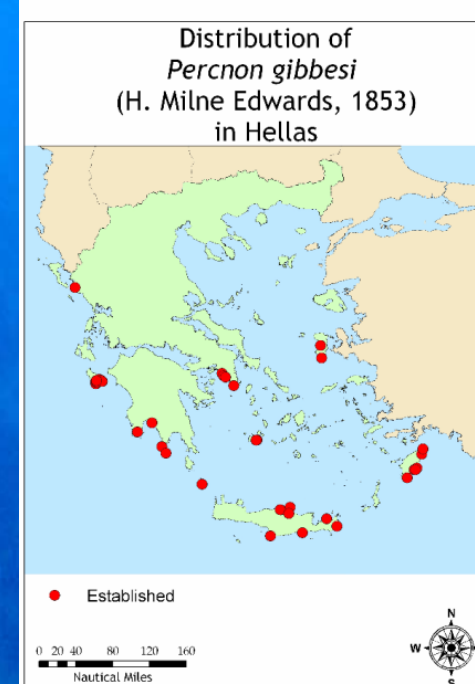 Distribution of
Percnon gibbesi
(H. Milne Edwards, 1853)
in Hellas
Established
0 20 40 80 120 160
Nautical Miles
N
W
S